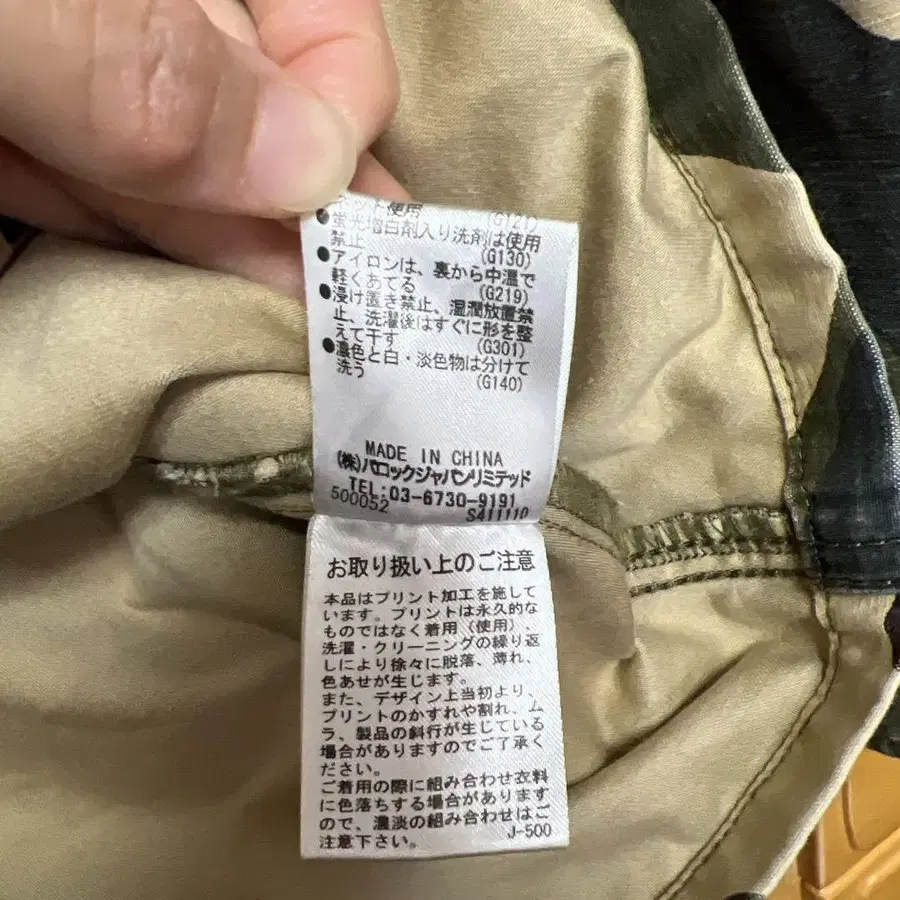 ネット使用 (G121)
●蛍光増白剤入り洗剤は使用
禁止 (G130)
●アイロンは、裏から中温で
軽くあてる (G219)
●浸け置き禁止、湿潤放置禁
止、洗濯後はすぐに形を整
えて干す (G301)
●濃色と白・淡色物は分けて
洗う (G140)
MADE IN CHINA
(株)バロックジャパンリミテッド
TEL:03-6730-9191
500052 S411110
お取り扱い上のご注意
本品はプリント加工を施して
います。プリントは永久的な
ものではなく着用（使用）、
洗濯・クリーニングの繰り返
しにより徐々に脱落、薄れ、
色あせが生じます。
また、デザイン上当初より、
プリントのかすれや割れ、ム
ラ、製品の斜行が生じている
場合がありますのでご了承く
ださい。
ご着用の際に組み合わせ衣料
に色落ちする場合があります
ので、濃淡の組み合わせはご
注意下さい。 J-500